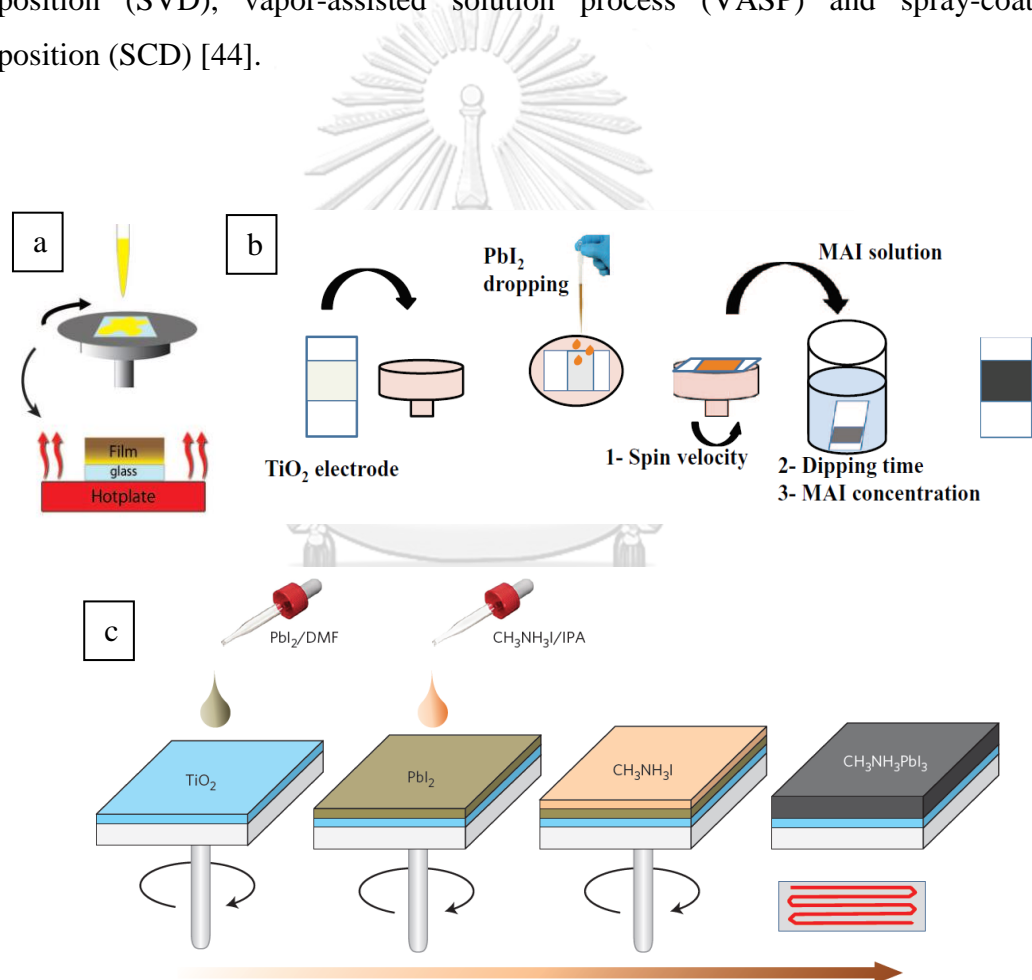 position (SVD), vapor-assisted solution process (VASP) and spray-coat
position (SCD) [44].
a
b
PbI₂
dropping
MAI solution
Film
glass
Hotplate
TiO₂ electrode
1- Spin velocity
2- Dipping time
3- MAI concentration
c
PbI₂/DMF
CH₃NH₃I/IPA
TiO₂
PbI₂
CH₃NH₃I
CH₃NH₃PbI₃